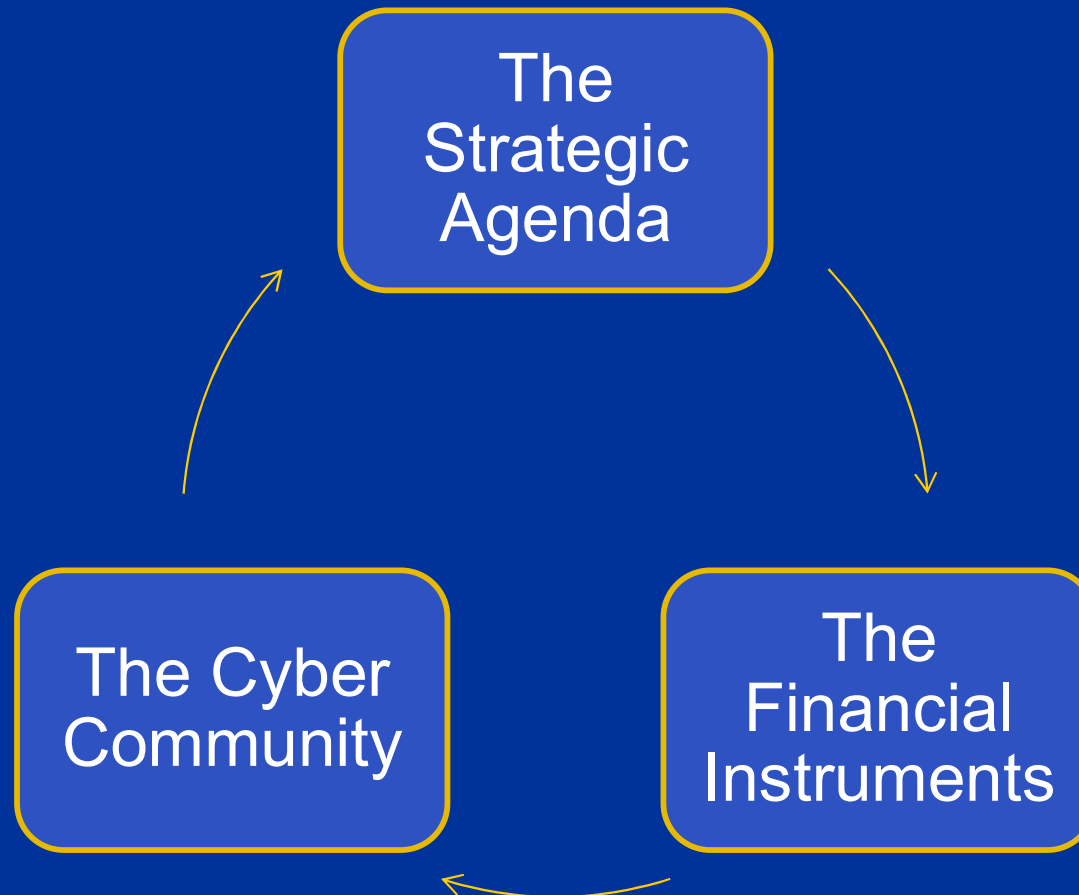 The
Strategic
Agenda
The Cyber
Community
The
Financial
Instruments